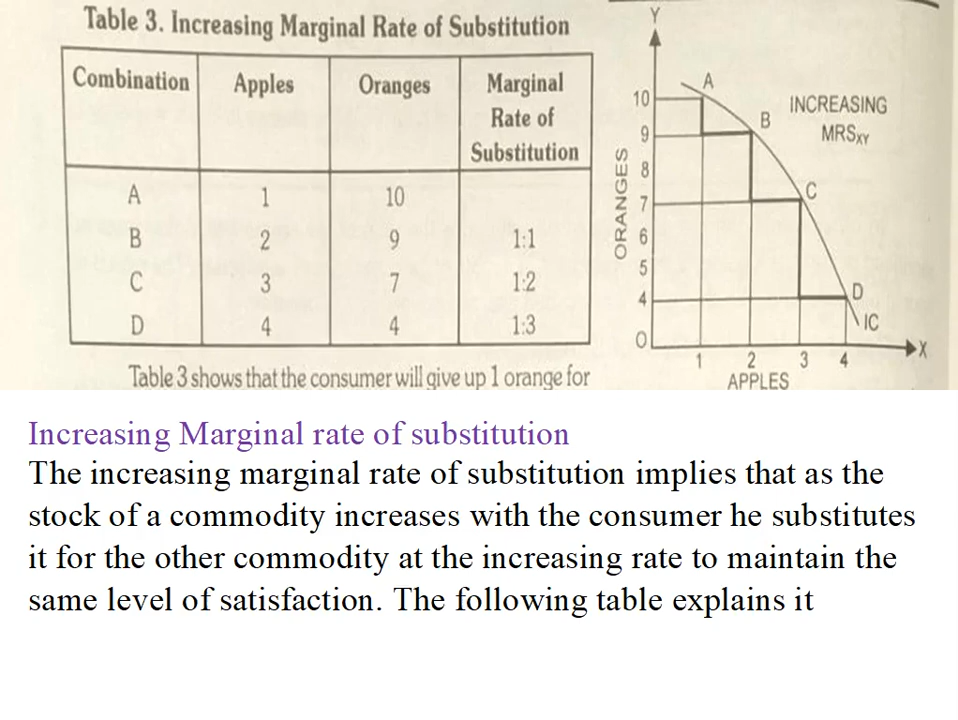 Table 3. Increasing Marginal Rate of Substitution
Combination Apples Oranges Marginal Rate of Substitution
A 1 10
B 2 9 1:1
C 3 7 1:2
D 4 4 1:3
Table 3 shows that the consumer will give up 1 orange for
Y
10
9
8
7
6
5
4
O
ORANGES
A
B
C
D
IC
INCREASING
MRSXY
X
1 2 3 4
APPLES
Increasing Marginal rate of substitution
The increasing marginal rate of substitution implies that as the
stock of a commodity increases with the consumer he substitutes
it for the other commodity at the increasing rate to maintain the
same level of satisfaction. The following table explains it